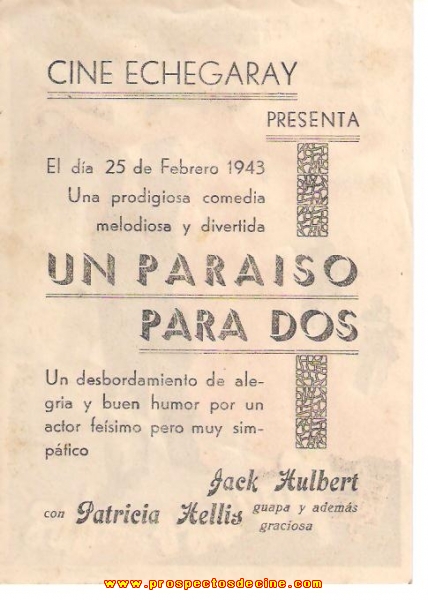 CINE ECHEGARAY
PRESENTA
El día 25 de Febrero 1943
Una prodigiosa comedia
melodiosa y divertida
UN PARAISO
PARA DOS
Un desbordamiento de ale-
gria y buen humor por un
actor feísimo pero muy sim-
pático
Jack Hulbert
con Patricia Hellis guapa y además
graciosa
www.prospectosdecine.com